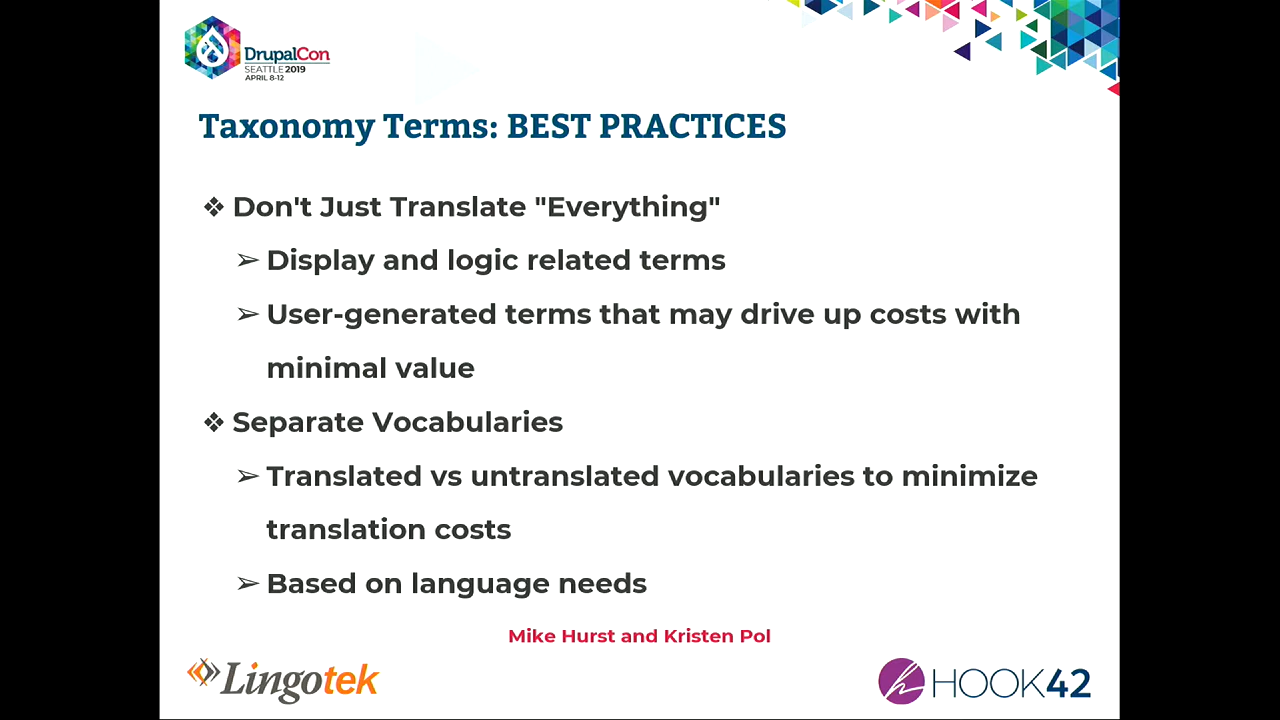 DrupalCon
SEATTLE 2019
APRIL 8-12
Taxonomy Terms: BEST PRACTICES
❖ Don't Just Translate "Everything"
➢ Display and logic related terms
➢ User-generated terms that may drive up costs with
minimal value
❖ Separate Vocabularies
➢ Translated vs untranslated vocabularies to minimize
translation costs
➢ Based on language needs
Mike Hurst and Kristen Pol
Lingotek
HOOK42